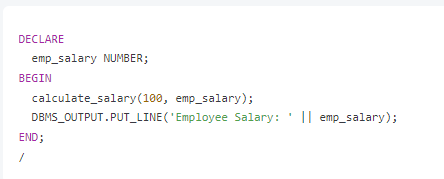 DECLARE
  emp_salary NUMBER;
BEGIN
  calculate_salary(100, emp_salary);
  DBMS_OUTPUT.PUT_LINE('Employee Salary: ' || emp_salary);
END;
/